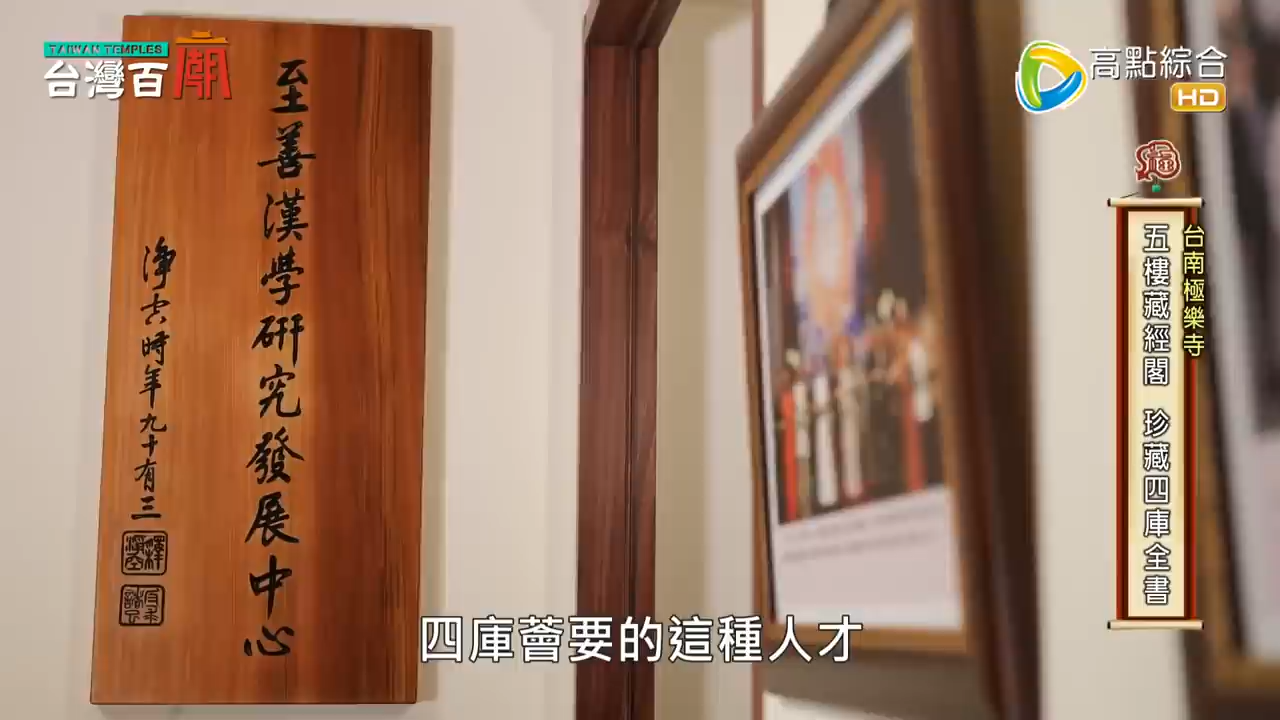 TAIWAN TEMPLES
台灣百廟
高點綜合
HD
福
台南極樂寺
五樓藏經閣 珍藏四庫全書
至善漢學研究發展中心
淨空時年九十有三
四庫薈要的這種人才